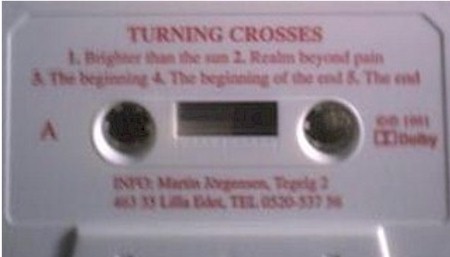 TURNING CROSSES
1. Brighter than the sun 2. Realm beyond pain
3. The beginning 4. The beginning of the end 5. The end
A
©℗ 1991
Dolby
INFO: Martin Jörgensen, Tegelg 2
463 33 Lilla Edet, TEL 0520-537 56